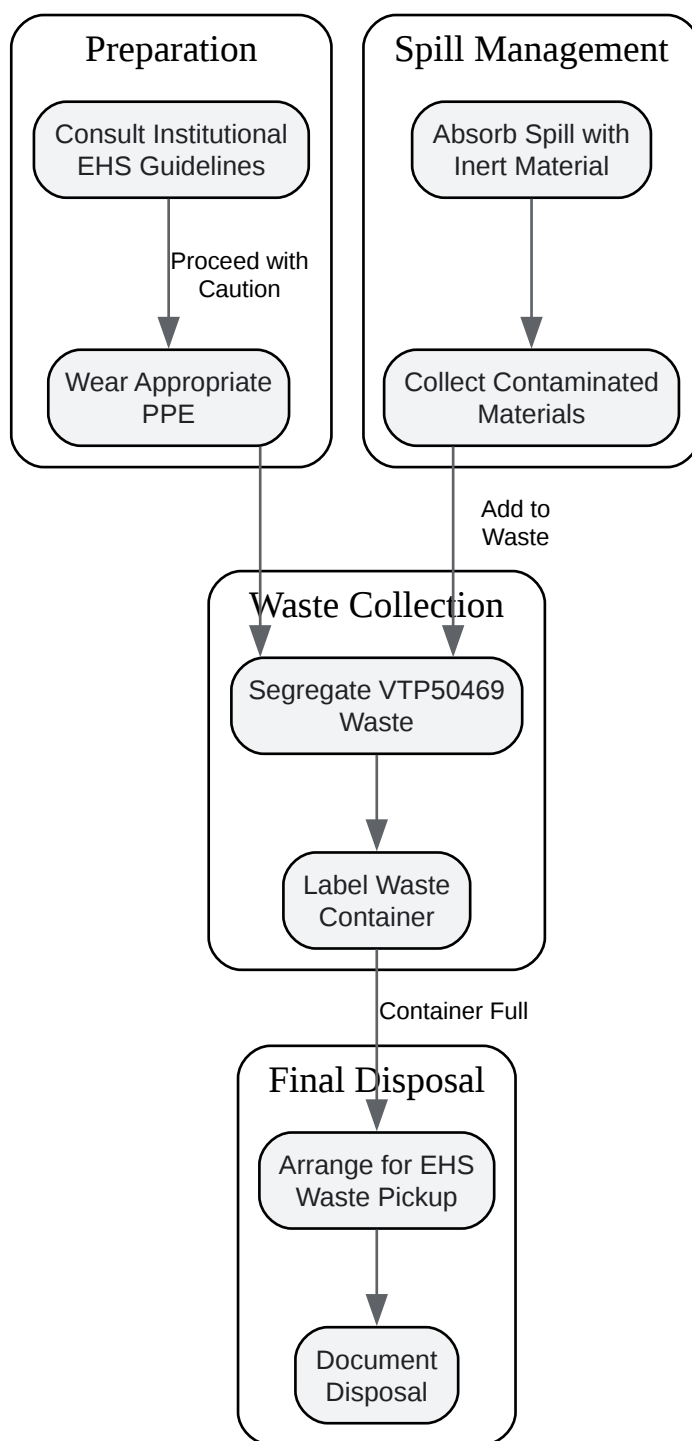 Preparation
Consult Institutional
EHS Guidelines
Proceed with
Caution
Wear Appropriate
PPE
Spill Management
Absorb Spill with
Inert Material
Collect Contaminated
Materials
Add to
Waste
Waste Collection
Segregate VTP50469
Waste
Label Waste
Container
Container Full
Final Disposal
Arrange for EHS
Waste Pickup
Document
Disposal